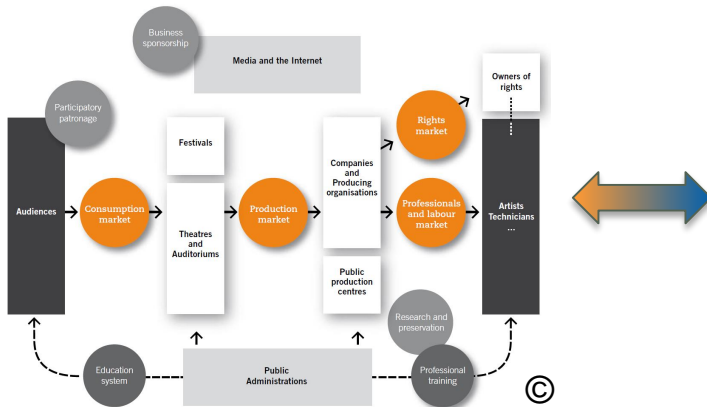 Business
sponsorship
Media and the Internet
Owners of
rights
Participatory
patronage
Rights
market
Festivals
Companies and
Producing
organisations
Audiences
Consumption
market
Theatres and
Auditoriums
Production
market
Professionals
and labour
market
Artists
Technicians
...
Public
production
centres
Research and
preservation
Education
system
Public
Administrations
Professional
training
©